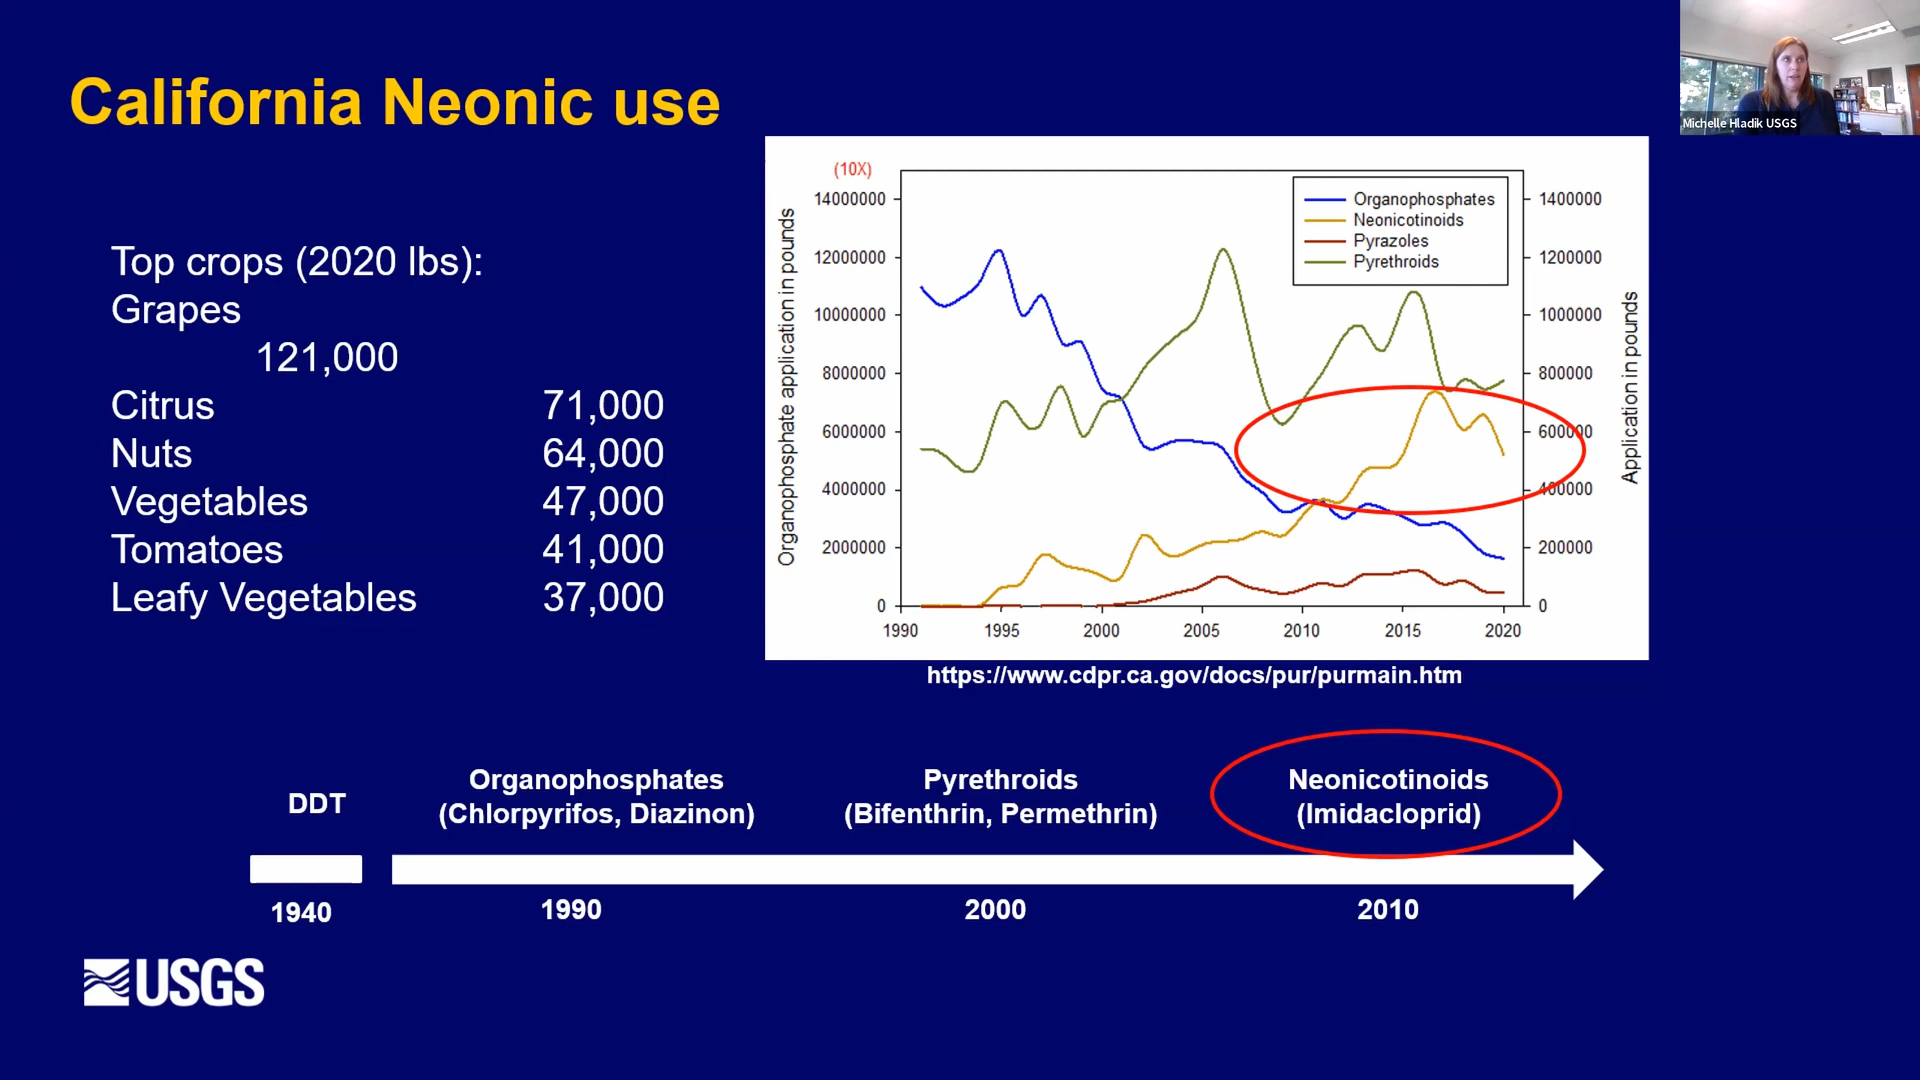 California Neonic use
Michelle Hladik USGS
Top crops (2020 lbs):
Grapes
121,000
Citrus 71,000
Nuts 64,000
Vegetables 47,000
Tomatoes 41,000
Leafy Vegetables 37,000
(10X)
Organophosphate application in pounds
14000000
12000000
10000000
8000000
6000000
4000000
2000000
0
Organophosphates
Neonicotinoids
Pyrazoles
Pyrethroids
1400000
1200000
1000000
800000
600000
400000
200000
0
Application in pounds
1990 1995 2000 2005 2010 2015 2020
https://www.cdpr.ca.gov/docs/pur/purmain.htm
DDT
Organophosphates
(Chlorpyrifos, Diazinon)
Pyrethroids
(Bifenthrin, Permethrin)
Neonicotinoids
(Imidacloprid)
1940 1990 2000 2010
USGS